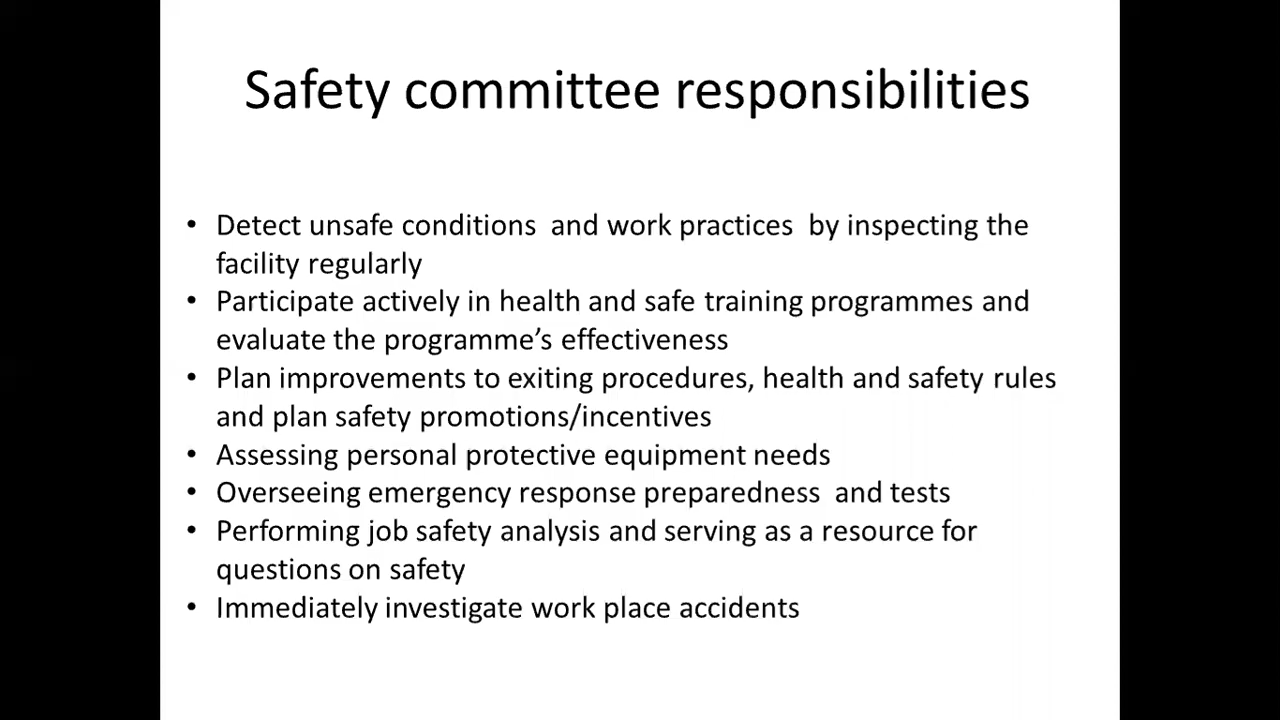 Safety committee responsibilities
• Detect unsafe conditions  and work practices  by inspecting the
facility regularly
• Participate actively in health and safe training programmes and
evaluate the programme’s effectiveness
• Plan improvements to exiting procedures, health and safety rules
and plan safety promotions/incentives
• Assessing personal protective equipment needs
• Overseeing emergency response preparedness  and tests
• Performing job safety analysis and serving as a resource for
questions on safety
• Immediately investigate work place accidents